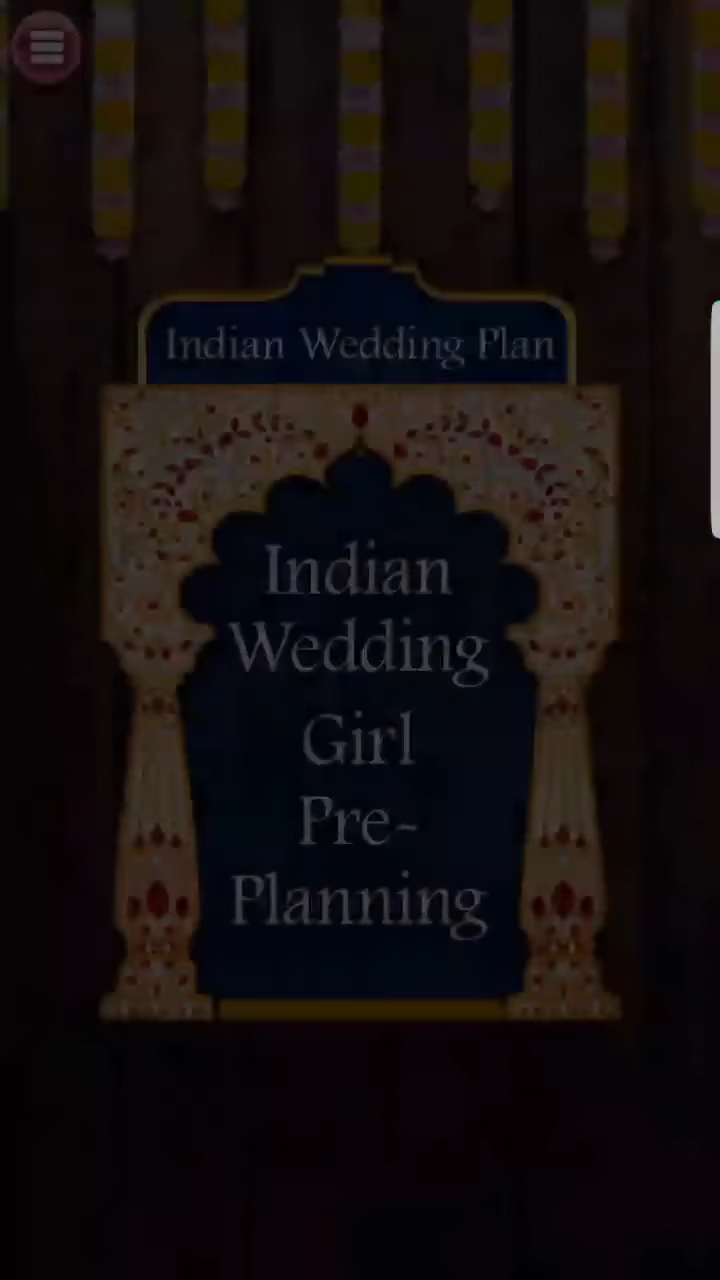 Indian Wedding Plan
Indian
Wedding
Girl
Pre-
Planning